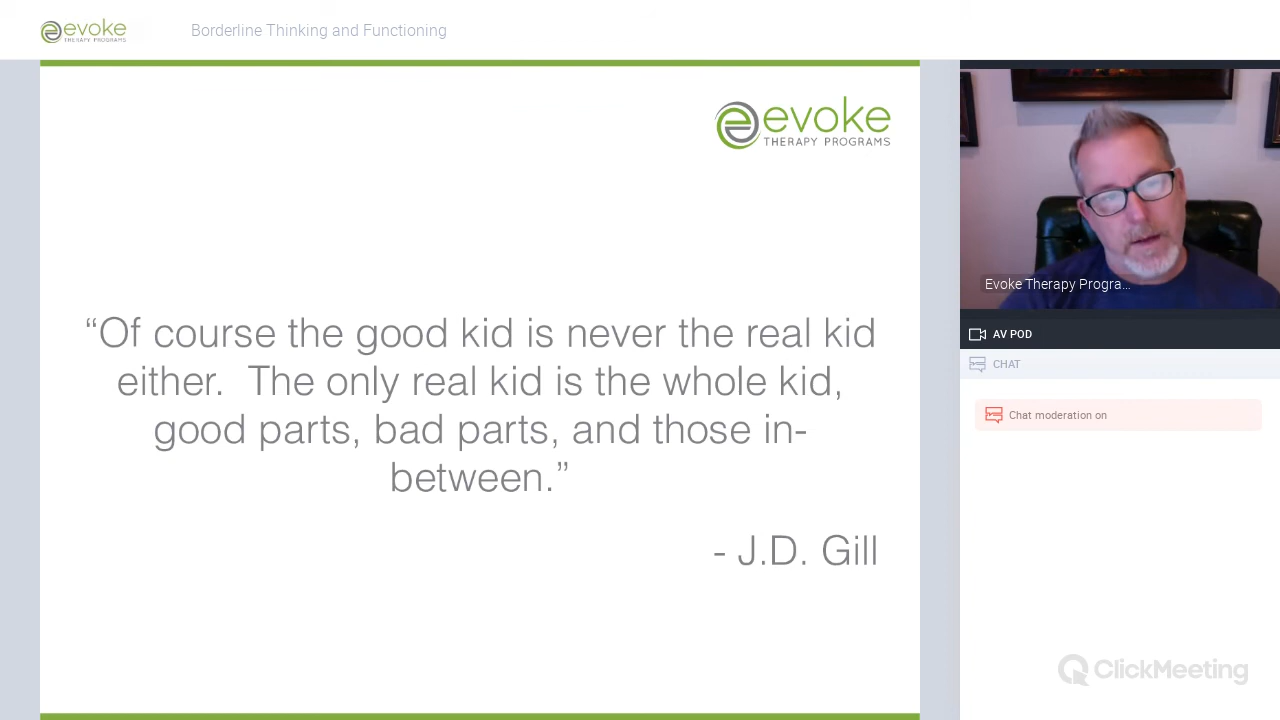 evoke
THERAPY PROGRAMS
Borderline Thinking and Functioning
evoke
THERAPY PROGRAMS
“Of course the good kid is never the real kid
either.  The only real kid is the whole kid,
good parts, bad parts, and those in-
between.”
- J.D. Gill
Evoke Therapy Progra...
AV POD
CHAT
Chat moderation on
ClickMeeting